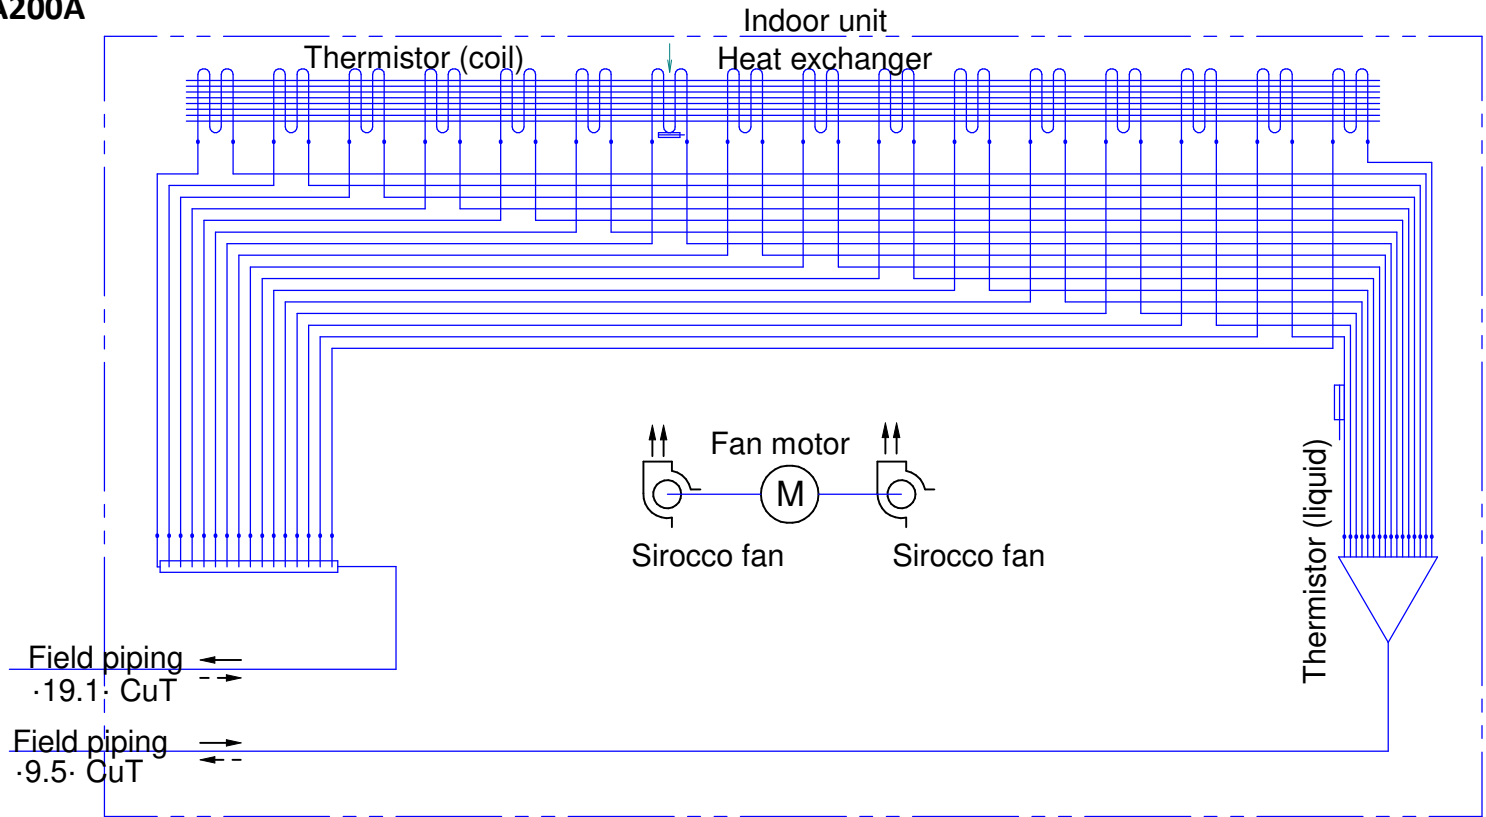 A200A
Indoor unit
Thermistor (coil)
Heat exchanger
Fan motor
M
Sirocco fan
Sirocco fan
Thermistor (liquid)
Field piping
·19.1· CuT
Field piping
·9.5· CuT